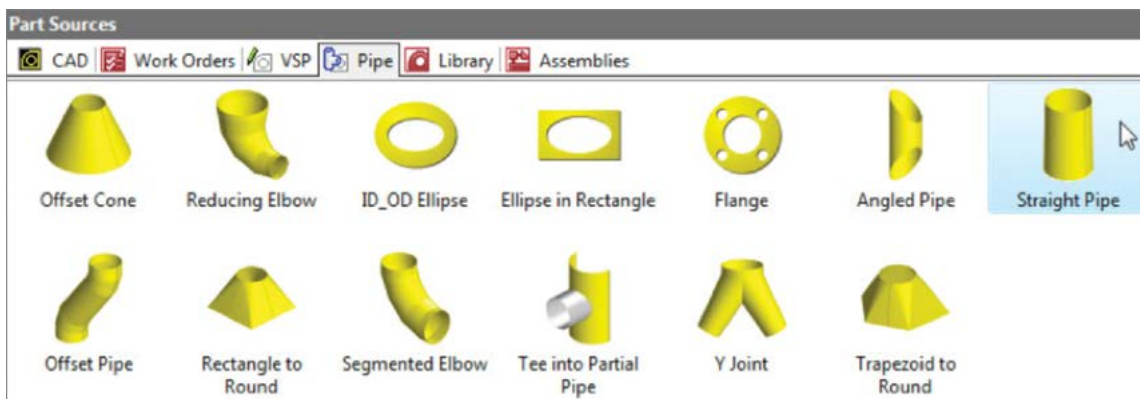 Part Sources
CAD Work Orders VSP Pipe Library Assemblies
Offset Cone Reducing Elbow ID_OD Ellipse Ellipse in Rectangle Flange Angled Pipe Straight Pipe
Offset Pipe Rectangle to Round Segmented Elbow Tee into Partial Pipe Y Joint Trapezoid to Round